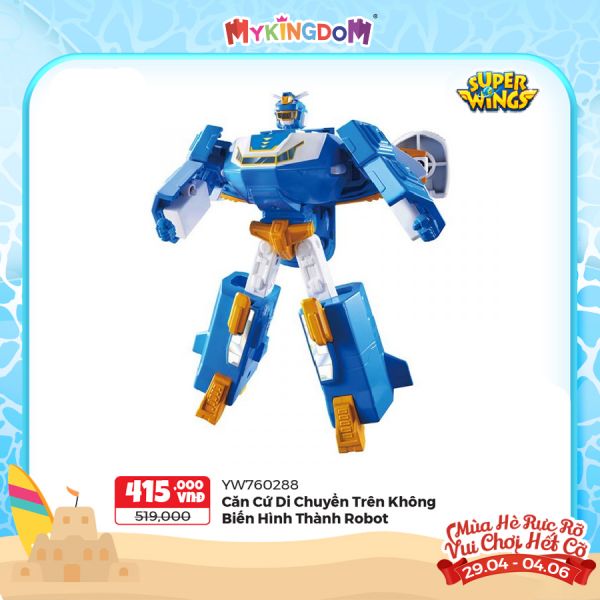 MYKINGDOM
SUPER
WINGS
415.000
VNĐ
519,000
YW760288
Căn Cứ Di Chuyển Trên Không
Biến Hình Thành Robot
Mùa Hè Rực Rỡ
Vui Chơi Hết Cỡ
29.04 - 04.06